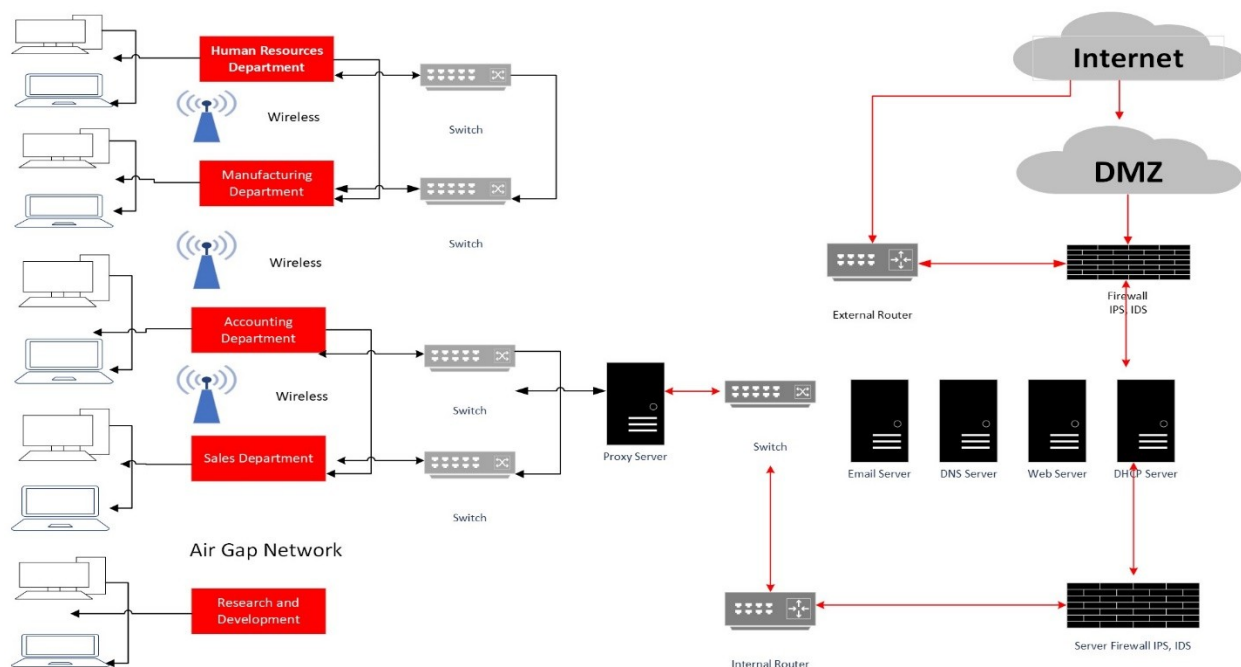 Human Resources
Department
Wireless
Switch
Manufacturing
Department
Switch
Wireless
Accounting
Department
Switch
Wireless
Sales Department
Switch
Air Gap Network
Research and
Development
Proxy Server
Switch
Internal Router
Internet
DMZ
External Router
Firewall
IPS, IDS
Email Server
DNS Server
Web Server
DHCP Server
Server Firewall IPS, IDS